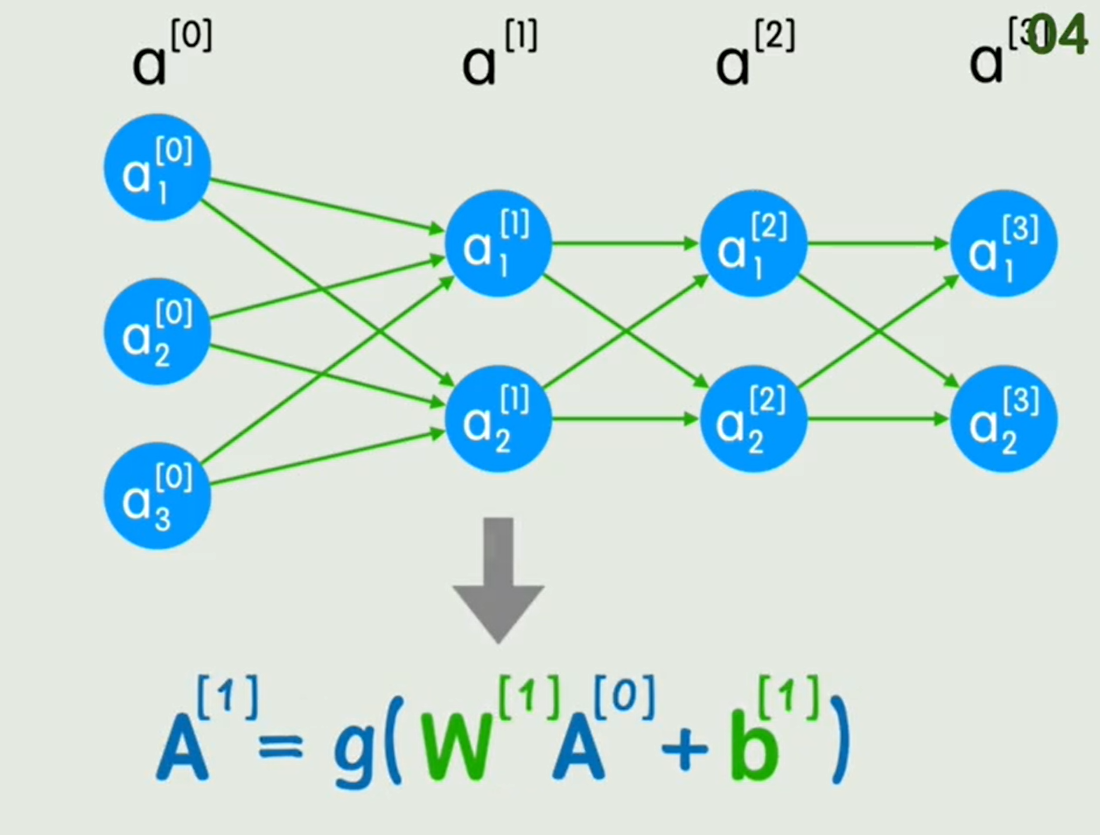 a^[0] a^[1] a^[2] a^[3] 04
a_1^[0]
a_1^[1] a_1^[2] a_1^[3]
a_2^[0]
a_2^[1] a_2^[2] a_2^[3]
a_3^[0]
A^[1] = g(W^[1]A^[0] + b^[1])